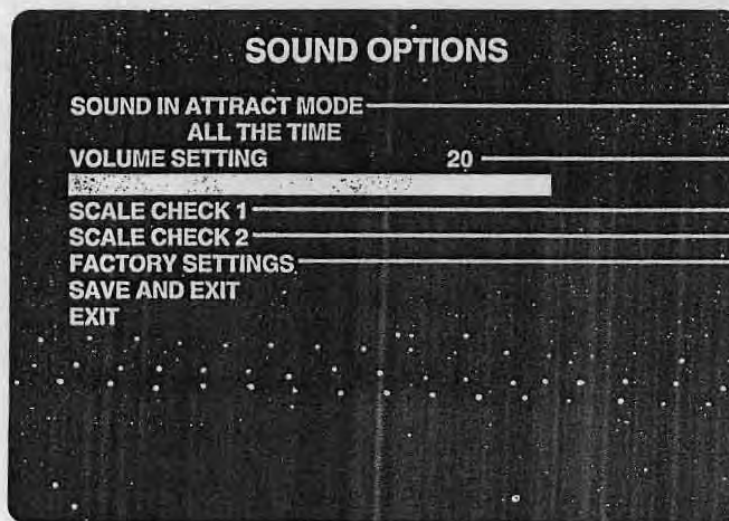 SOUND OPTIONS
SOUND IN ATTRACT MODE
ALL THE TIME
VOLUME SETTING 20
SCALE CHECK 1
SCALE CHECK 2
FACTORY SETTINGS
SAVE AND EXIT
EXIT